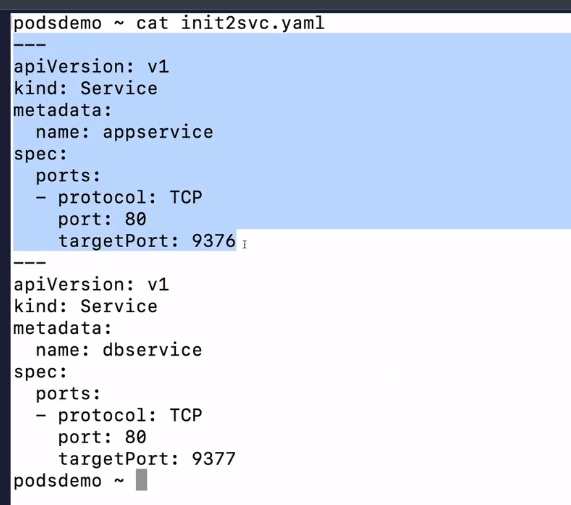 podsdemo ~ cat init2svc.yaml
---
apiVersion: v1
kind: Service
metadata:
  name: appservice
spec:
  ports:
  - protocol: TCP
    port: 80
    targetPort: 9376
---
apiVersion: v1
kind: Service
metadata:
  name: dbservice
spec:
  ports:
  - protocol: TCP
    port: 80
    targetPort: 9377
podsdemo ~